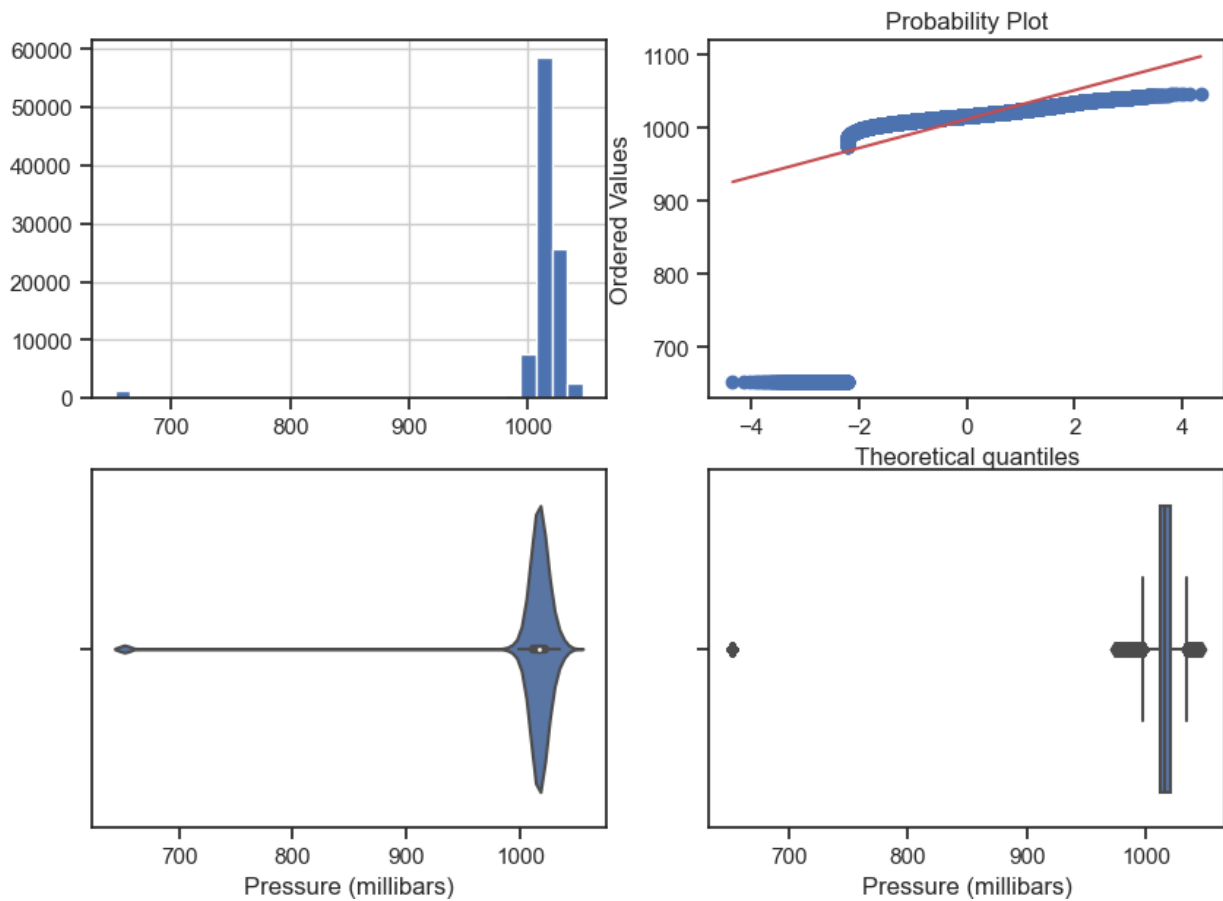 60000
50000
40000
30000
20000
10000
0
700 800 900 1000
Probability Plot
Ordered Values
1100
1000
900
800
700
−4 −2 0 2 4
Theoretical quantiles
700 800 900 1000
Pressure (millibars)
700 800 900 1000
Pressure (millibars)